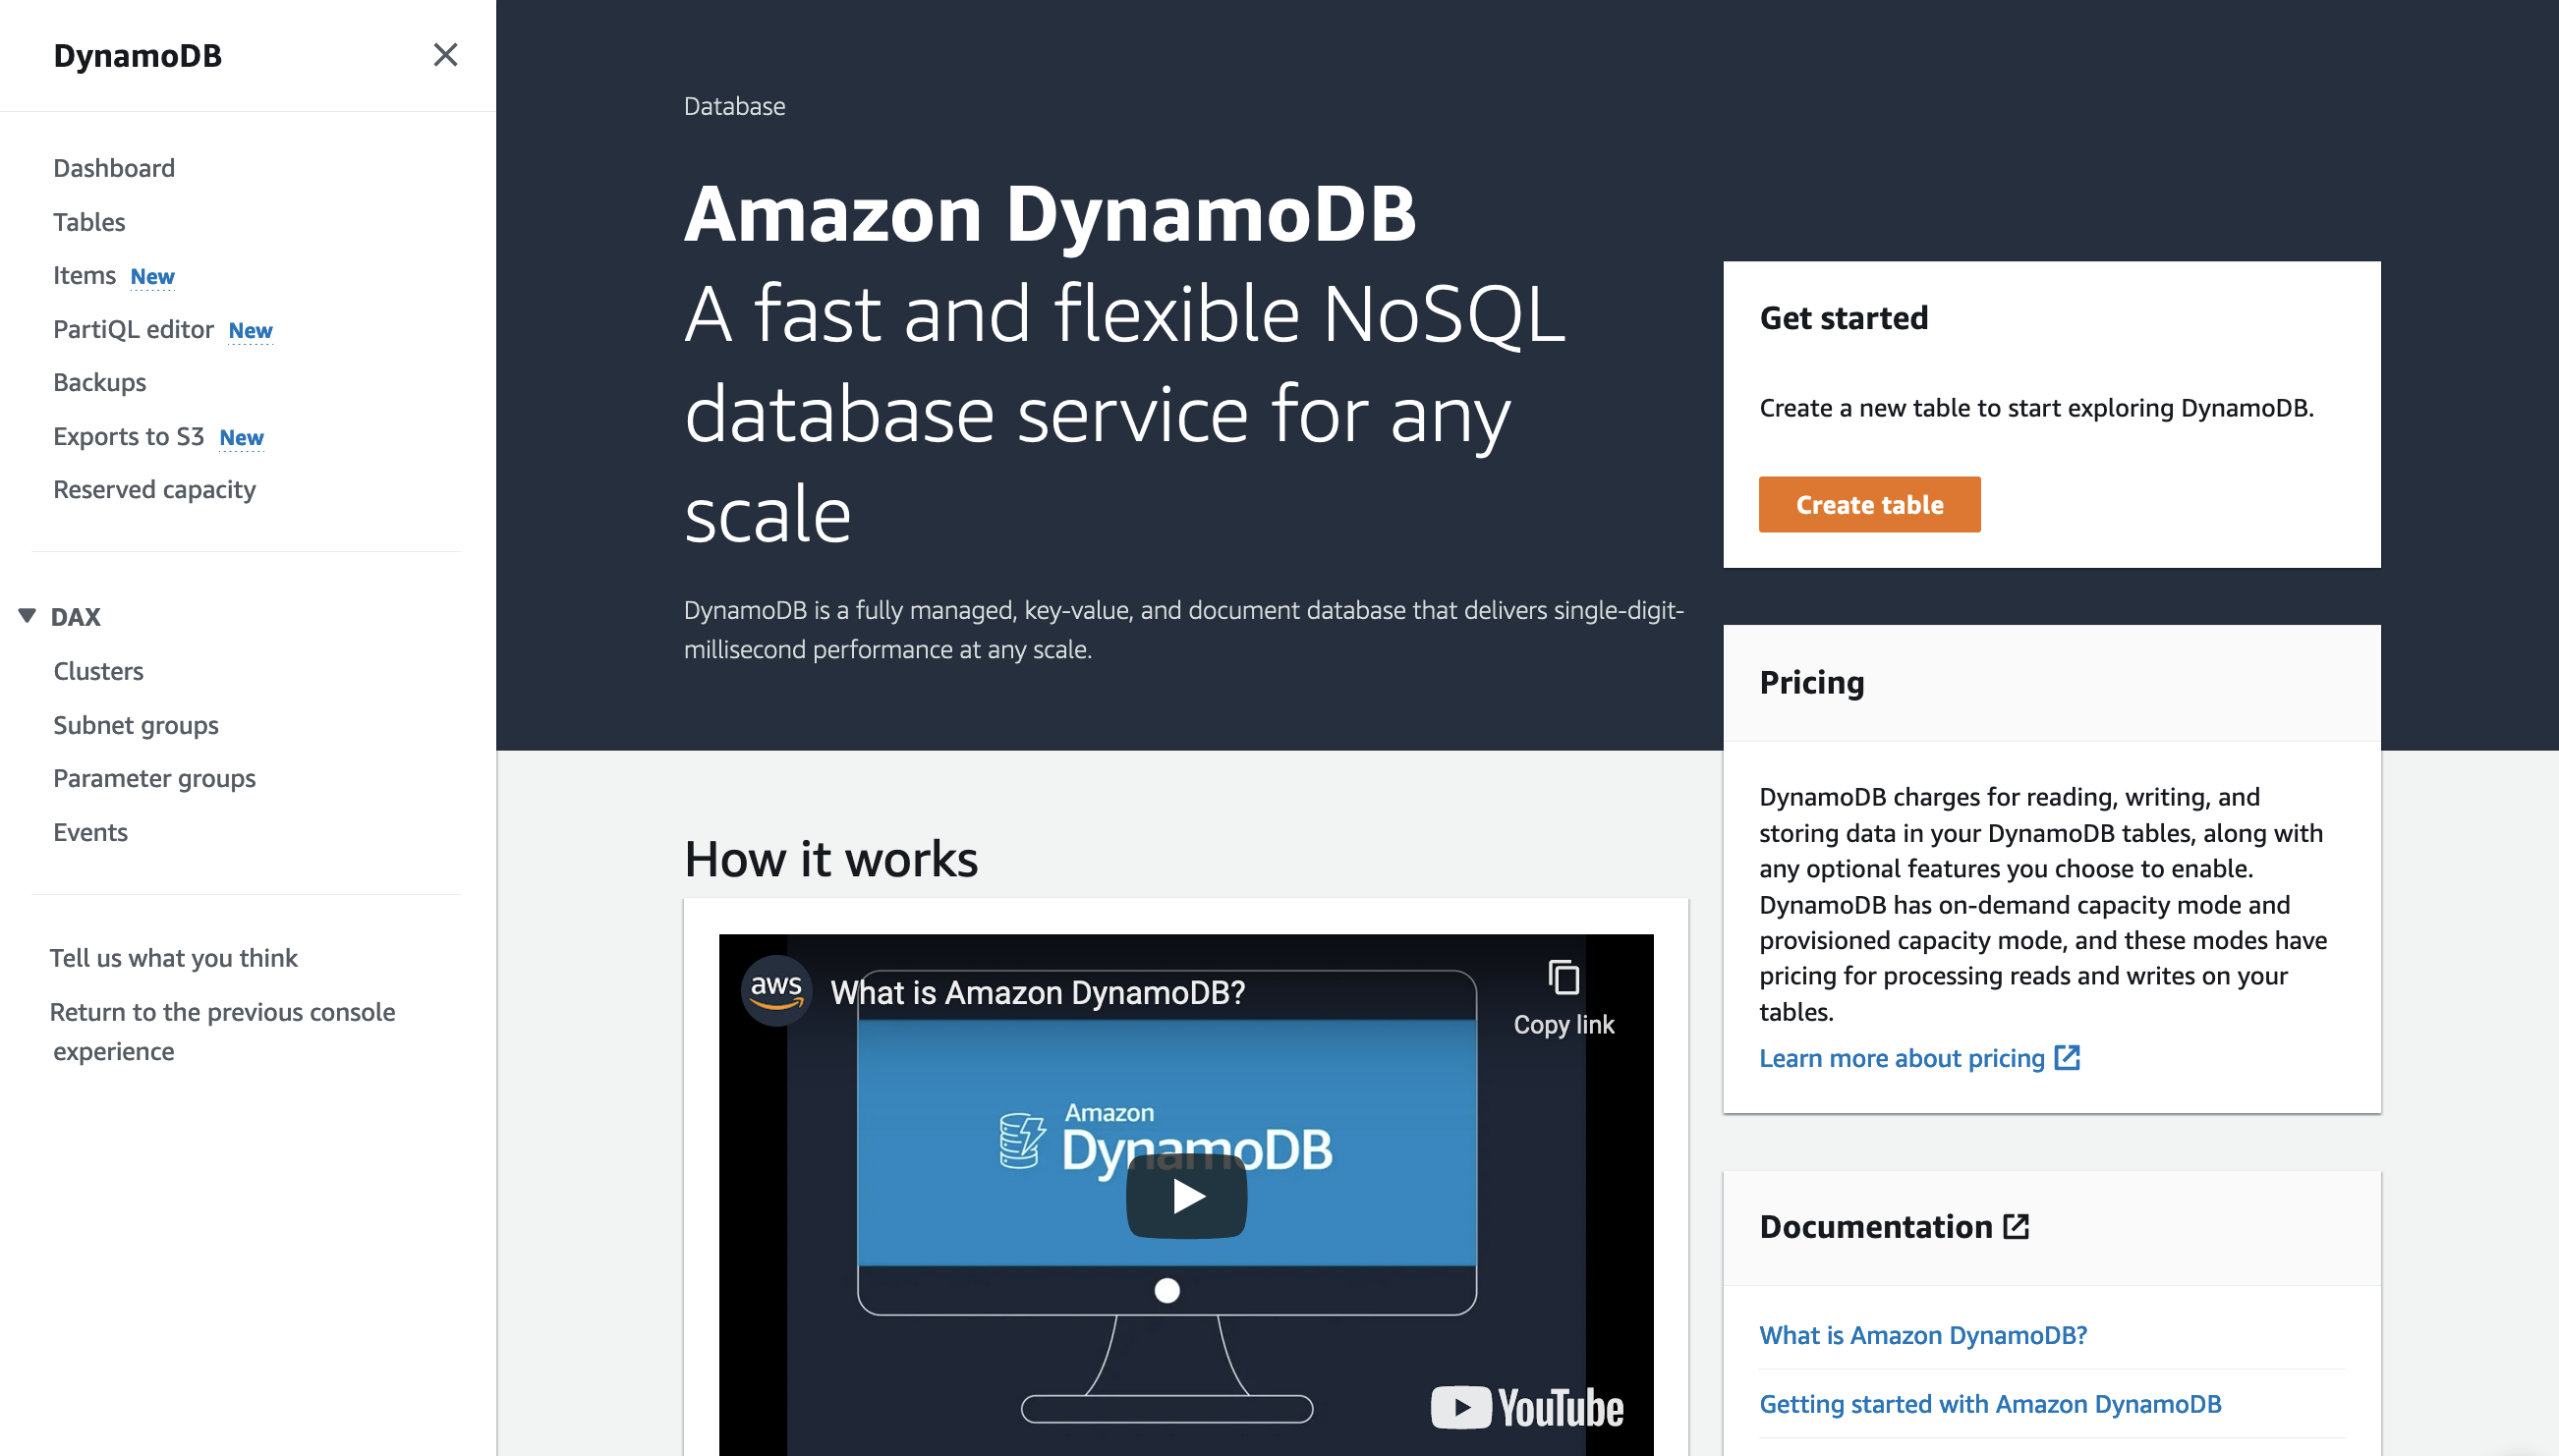 DynamoDB
Dashboard
Tables
Items New
PartiQL editor New
Backups
Exports to S3 New
Reserved capacity
DAX
Clusters
Subnet groups
Parameter groups
Events
Tell us what you think
Return to the previous console
experience
Database
Amazon DynamoDB
A fast and flexible NoSQL
database service for any
scale
DynamoDB is a fully managed, key-value, and document database that delivers single-digit-
millisecond performance at any scale.
How it works
aws
What is Amazon DynamoDB?
Copy link
Amazon
DynamoDB
YouTube
Get started
Create a new table to start exploring DynamoDB.
Create table
Pricing
DynamoDB charges for reading, writing, and
storing data in your DynamoDB tables, along with
any optional features you choose to enable.
DynamoDB has on-demand capacity mode and
provisioned capacity mode, and these modes have
pricing for processing reads and writes on your
tables.
Learn more about pricing
Documentation
What is Amazon DynamoDB?
Getting started with Amazon DynamoDB